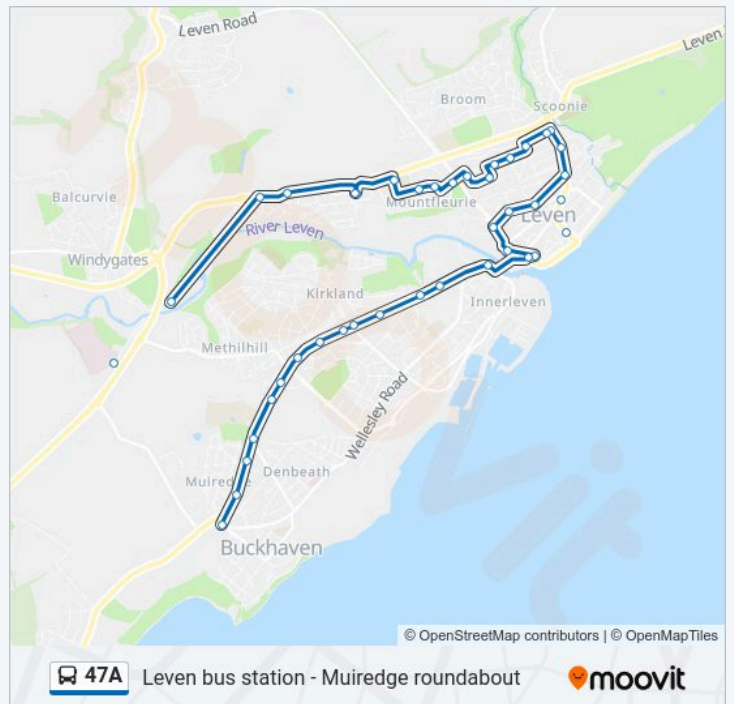 Leven Road
Leven
Broom
Scoonie
Balcurvie
Mountfleurie
Leven
River Leven
Windygates
Kirkland
Innerleven
Methilhill
Wellesley Road
Denbeath
Buckhaven
© OpenStreetMap contributors | © OpenMapTiles
47A Leven bus station - Muiredge roundabout moovit